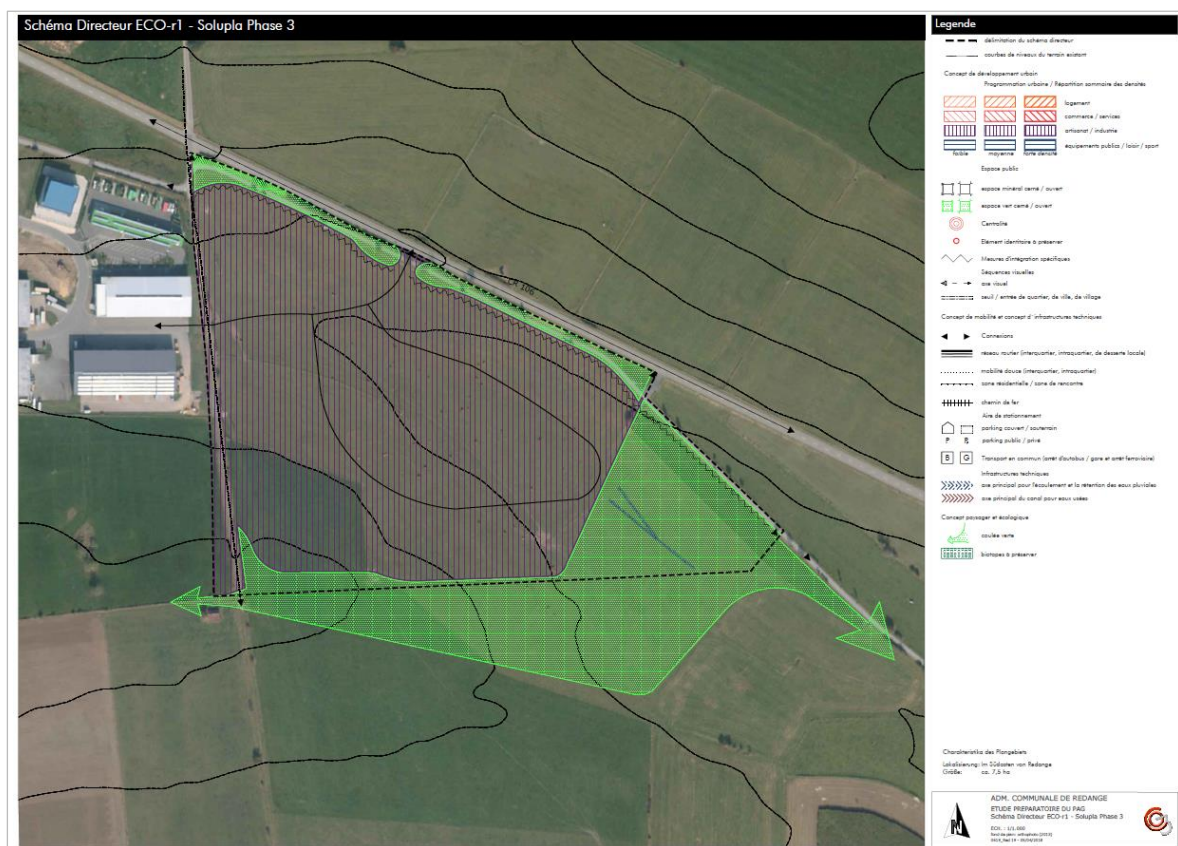 Schéma Directeur ECO-r1 - Solupla Phase 3
CR 106
Legende
délimitation du schéma directeur
courbes de niveaux du terrain existant
Concept de développement urbain
Programmation urbaine / Répartition sommaire des densités
logement
commerce / services
artisanat / industrie
équipements publics / loisir / sport
faible moyenne forte densité
Espace public
espace minéral cerné / ouvert
espace vert cerné / ouvert
Centralité
Elément identitaire à préserver
Mesures d'intégration spécifiques
Séquences visuelles
axe visuel
seuil / entrée de quartier, de ville, de village
Concept de mobilité et concept d'infrastructures techniques
Connexions
réseau routier (interquartier, intraquartier, de desserte locale)
mobilité douce (interquartier, intraquartier)
zone résidentielle / zone de rencontre
chemin de fer
Aire de stationnement
parking couvert / souterrain
parking public / privé
B G Transport en commun (arrêt d'autobus / gare et arrêt ferroviaire)
Infrastructures techniques
axe principal pour l'écoulement et la rétention des eaux pluviales
axe principal du canal pour eaux usées
Concept paysager et écologique
coulée verte
biotopes à préserver
Charakteristika des Plangebiets
Lokalisierung: Im Südosten von Redange
Größe: ca. 7,5 ha
N
ADM. COMMUNALE DE REDANGE
ETUDE PREPARATOIRE DU PAG
Schéma Directeur ECO-r1 - Solupla Phase 3
ECH. : 1/1.000